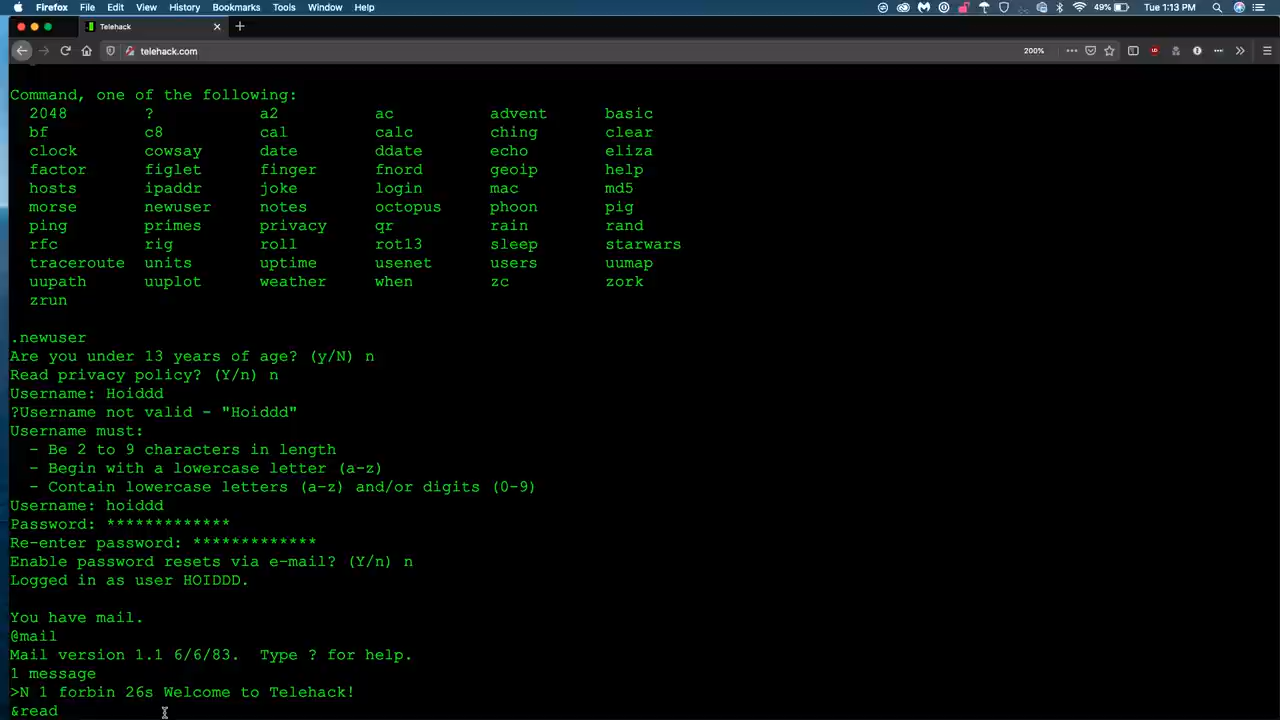 Firefox File Edit View History Bookmarks Tools Window Help 49% Tue 1:13 PM
Telehack
telehack.com 200%
Command, one of the following:
2048 ? a2 ac advent basic
bf c8 cal calc ching clear
clock cowsay date ddate echo eliza
factor figlet finger fnord geoip help
hosts ipaddr joke login mac md5
morse newuser notes octopus phoon pig
ping primes privacy qr rain rand
rfc rig roll rot13 sleep starwars
traceroute units uptime usenet users uumap
uupath uuplot weather when zc zork
zrun
.newuser
Are you under 13 years of age? (y/N) n
Read privacy policy? (Y/n) n
Username: Hoiddd
?Username not valid - "Hoiddd"
Username must:
- Be 2 to 9 characters in length
- Begin with a lowercase letter (a-z)
- Contain lowercase letters (a-z) and/or digits (0-9)
Username: hoiddd
Password: *************
Re-enter password: *************
Enable password resets via e-mail? (Y/n) n
Logged in as user HOIDDD.
You have mail.
@mail
Mail version 1.1 6/6/83. Type ? for help.
1 message
>N 1 forbin 26s Welcome to Telehack!
&read